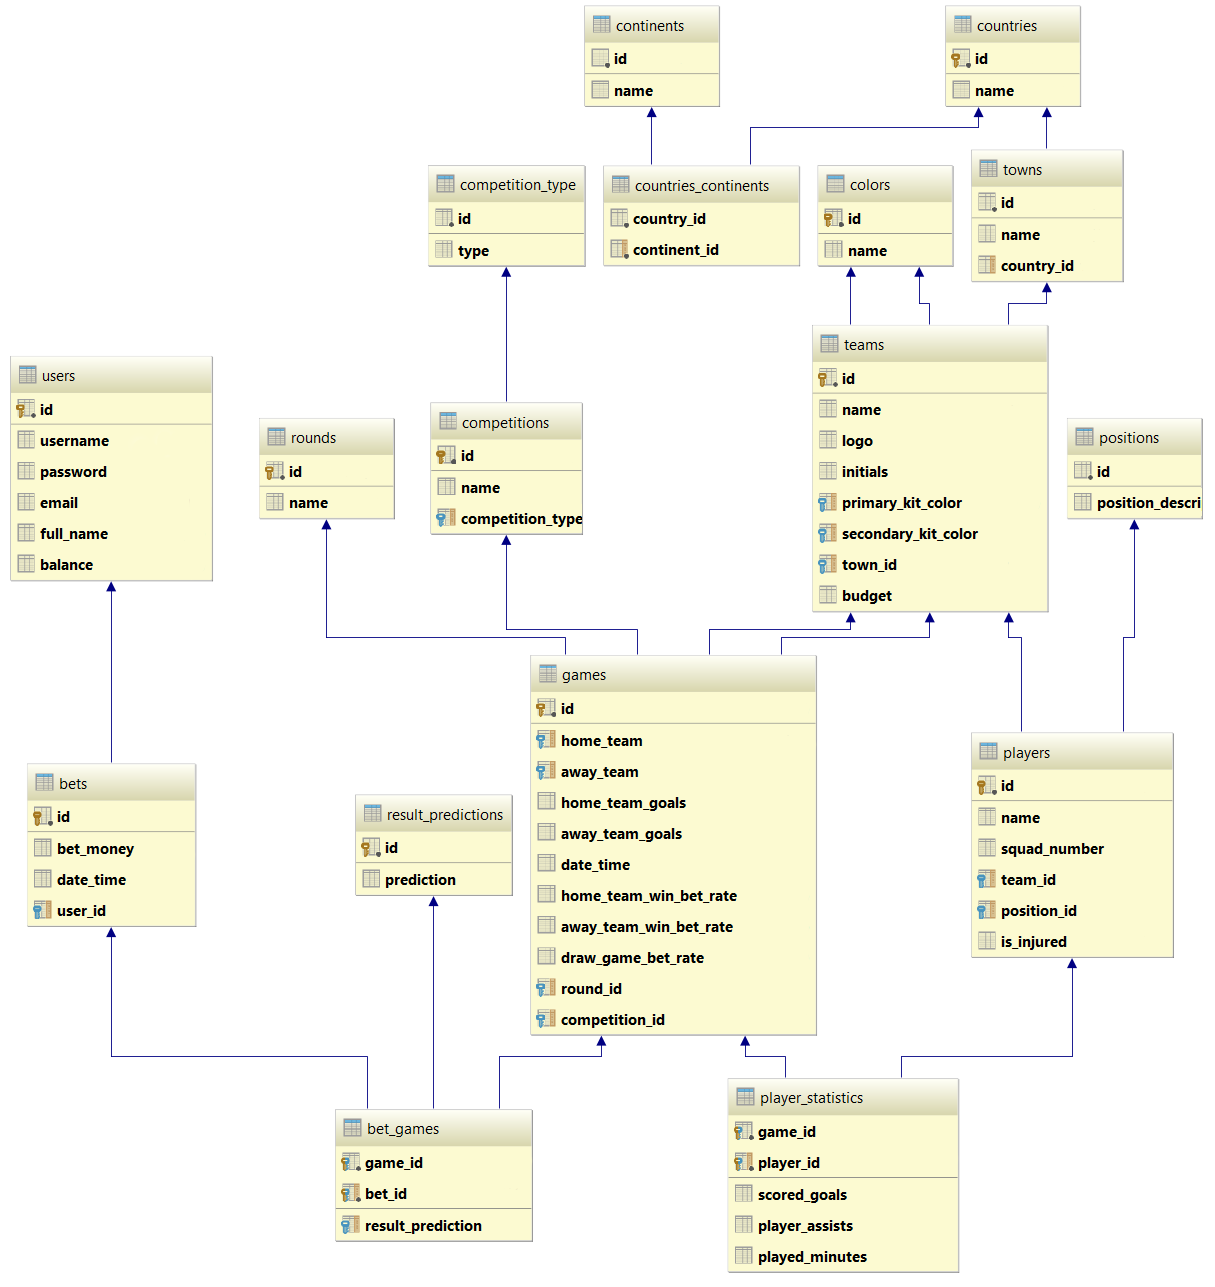 continents
id
name
countries
id
name
competition_type
id
type
countries_continents
country_id
continent_id
colors
id
name
towns
id
name
country_id
users
id
username
password
email
full_name
balance
rounds
id
name
competitions
id
name
competition_type
teams
id
name
logo
initials
primary_kit_color
secondary_kit_color
town_id
budget
positions
id
position_descri
games
id
home_team
away_team
home_team_goals
away_team_goals
date_time
home_team_win_bet_rate
away_team_win_bet_rate
draw_game_bet_rate
round_id
competition_id
players
id
name
squad_number
team_id
position_id
is_injured
bets
id
bet_money
date_time
user_id
result_predictions
id
prediction
bet_games
game_id
bet_id
result_prediction
player_statistics
game_id
player_id
scored_goals
player_assists
played_minutes